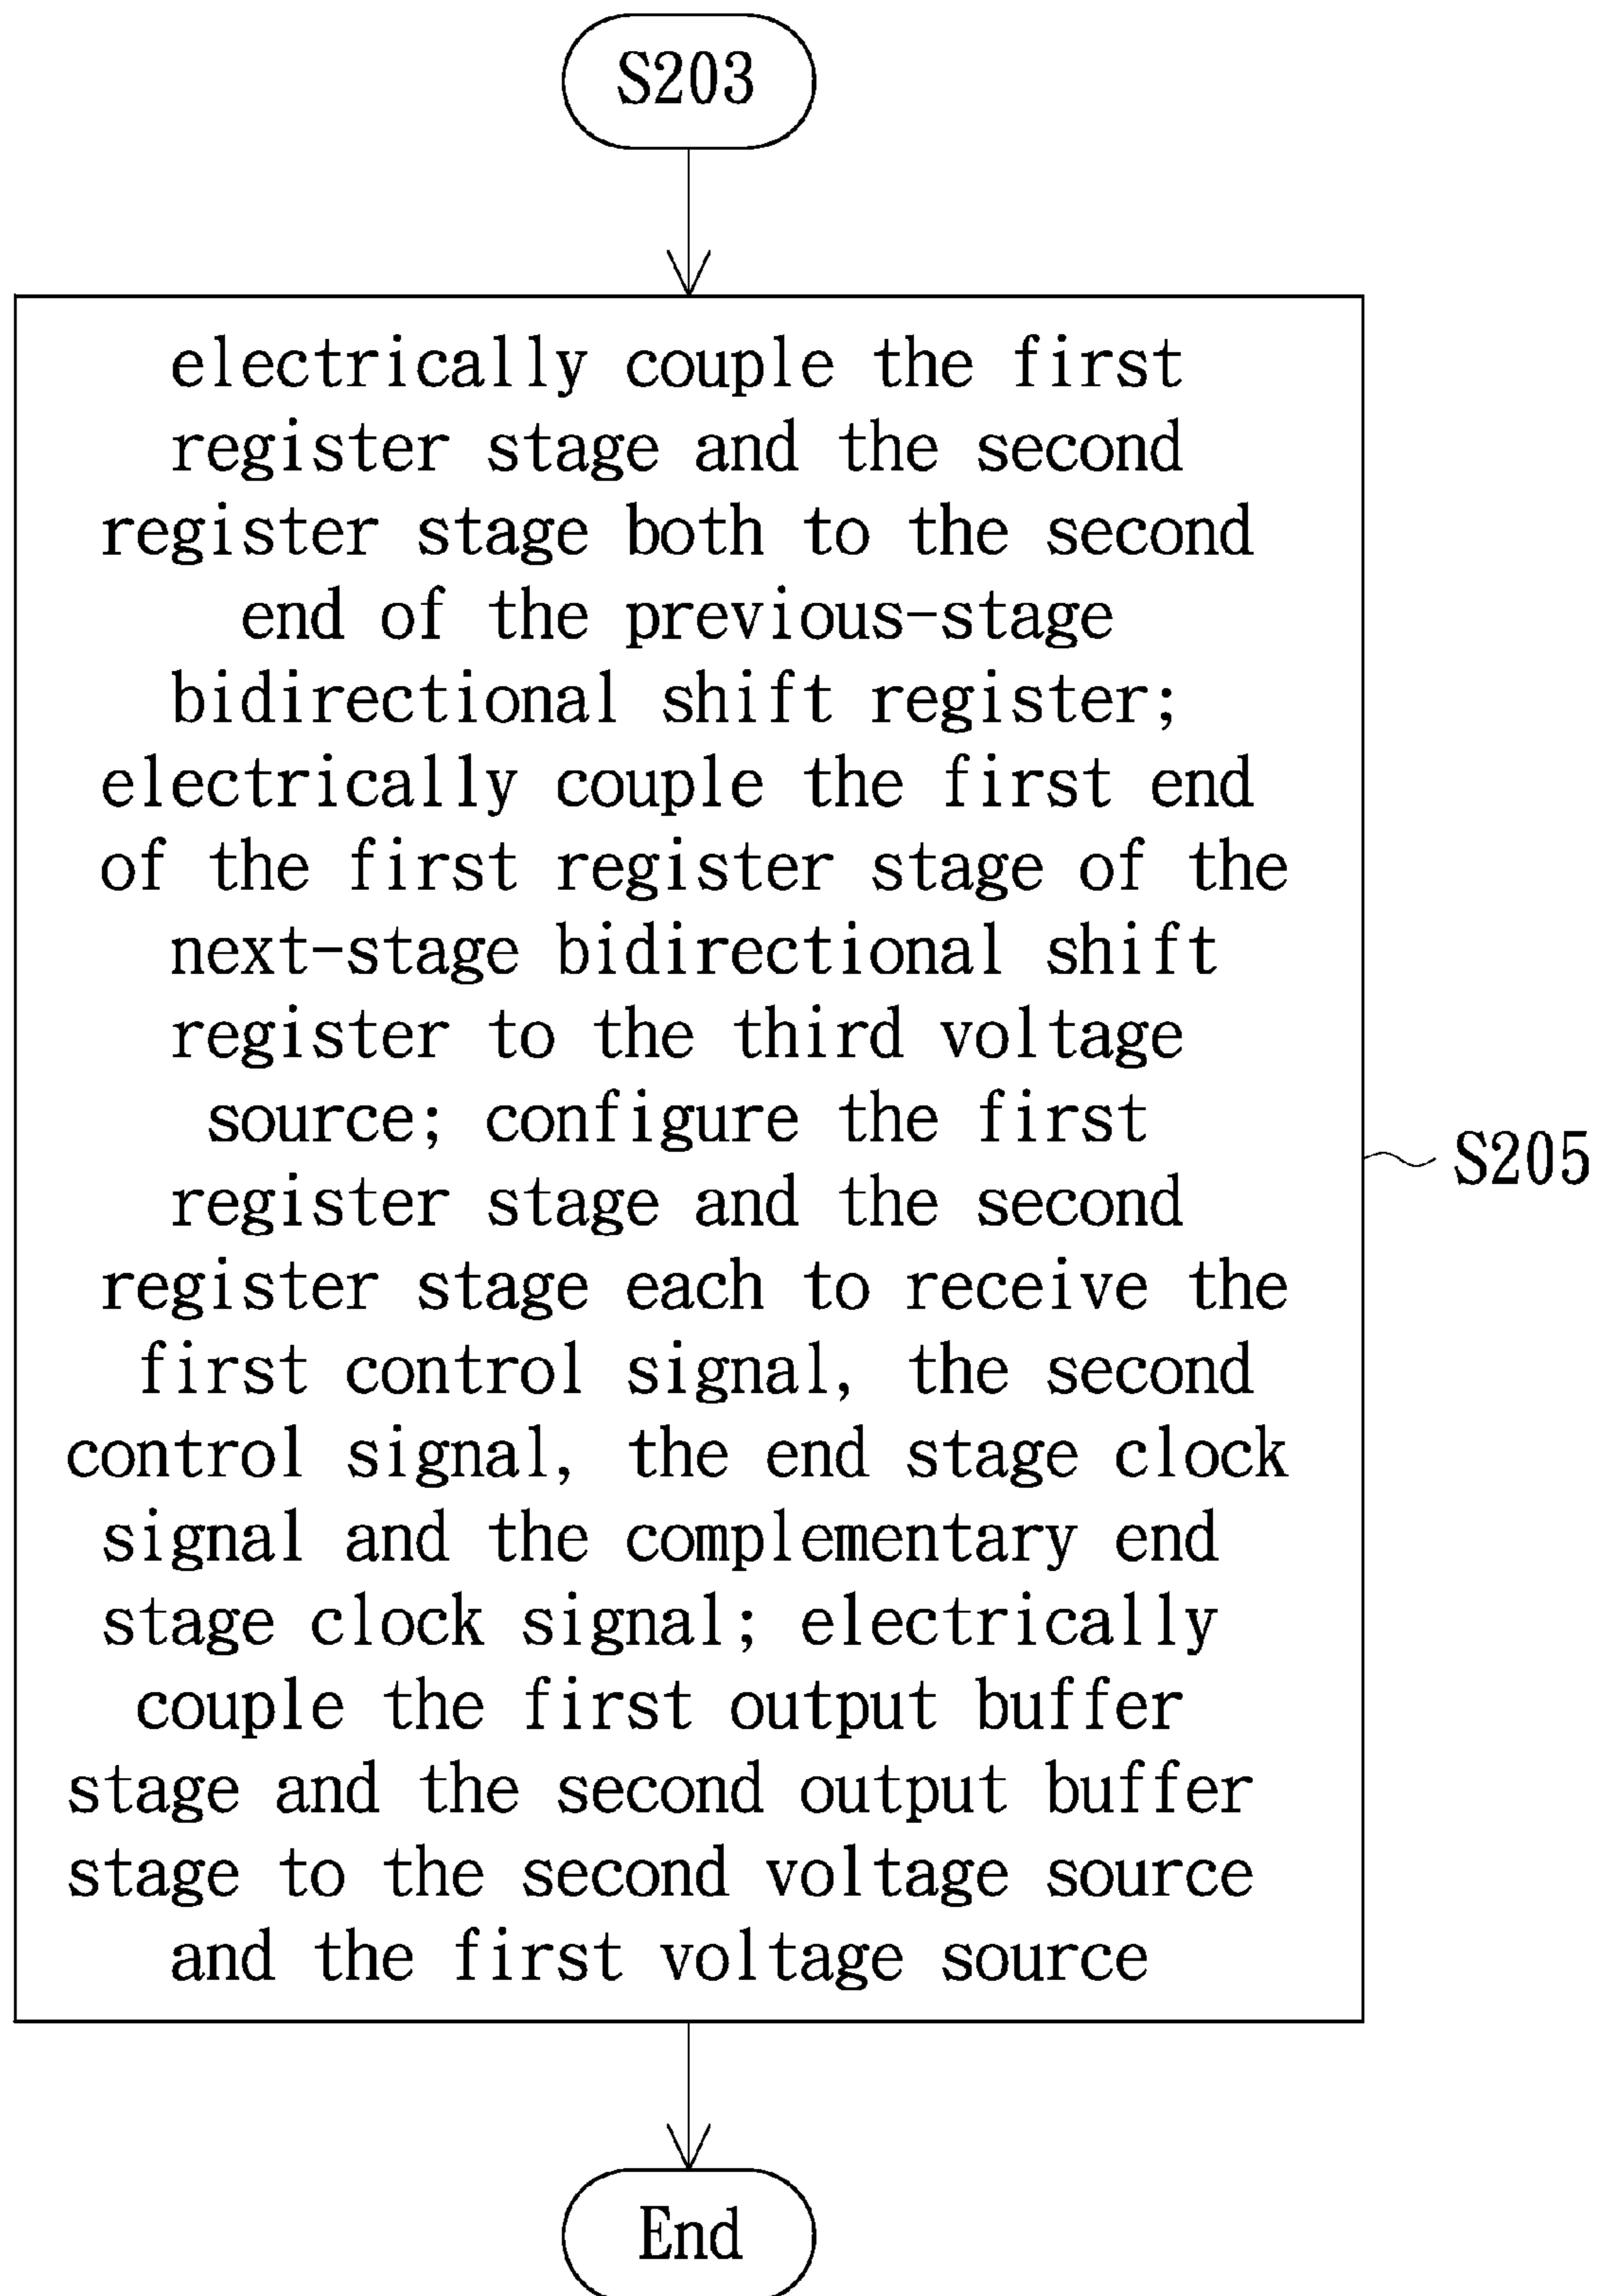 S203
electrically couple the first
register stage and the second
register stage both to the second
end of the previous-stage
bidirectional shift register;
electrically couple the first end
of the first register stage of the
next-stage bidirectional shift
register to the third voltage
source; configure the first
register stage and the second
register stage each to receive the
first control signal, the second
control signal, the end stage clock
signal and the complementary end
stage clock signal; electrically
couple the first output buffer
stage and the second output buffer
stage to the second voltage source
and the first voltage source
S205
End